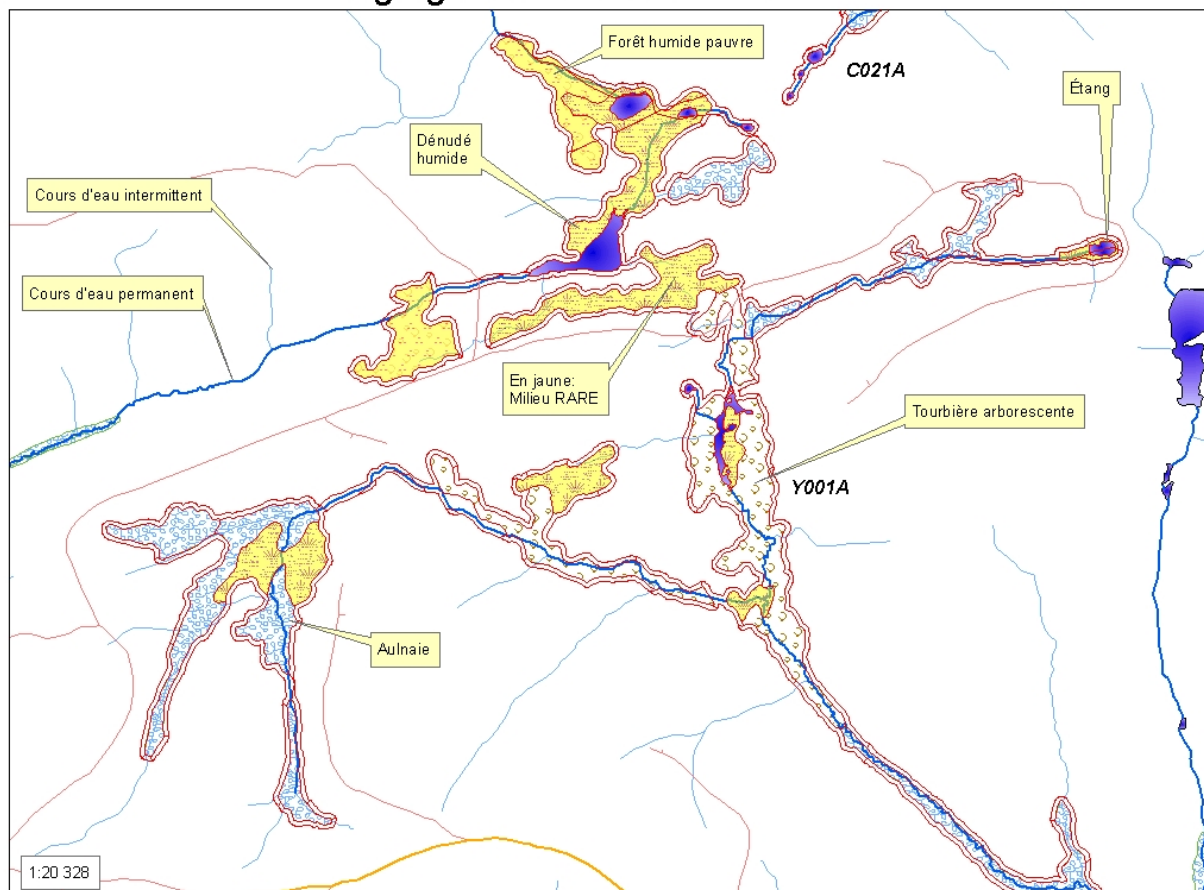 Forêt humide pauvre
C021A
Étang
Dénudé
humide
Cours d'eau intermittent
Cours d'eau permanent
En jaune:
Milieu RARE
Tourbière arborescente
Y001A
Aulnaie
1:20 328